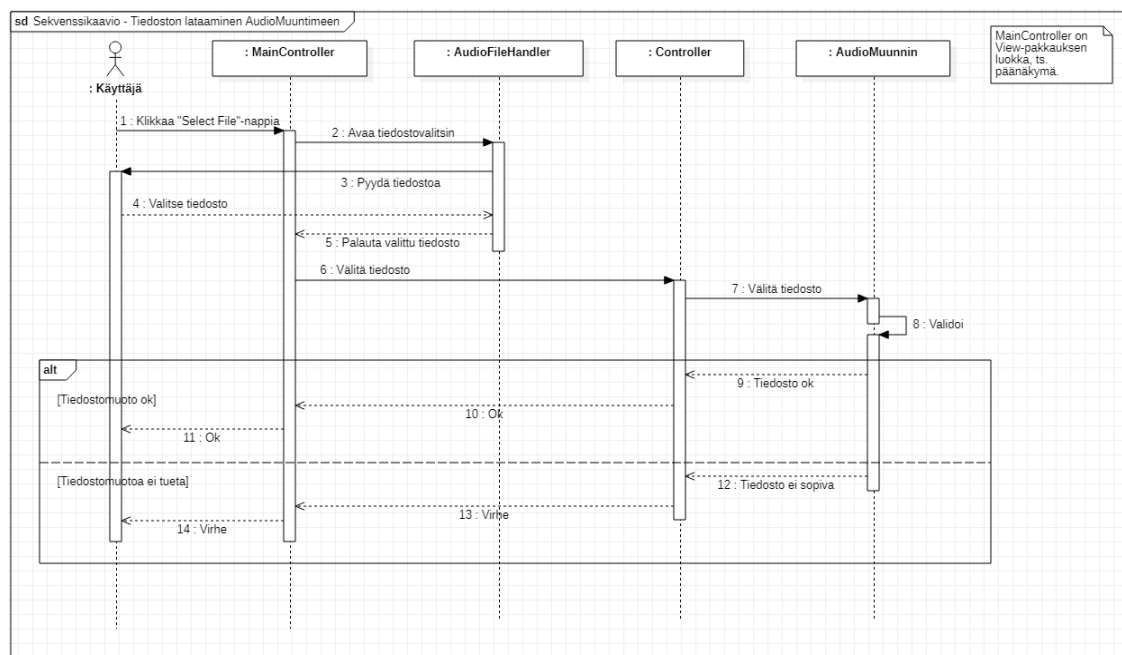 sd Sekvenssikaavio - Tiedoston lataaminen AudioMuuntimeen
MainController on
View-pakkauksen
luokka, ts.
päänäkymä.
: Käyttäjä
: MainController
: AudioFileHandler
: Controller
: AudioMuunnin
1 : Klikkaa "Select File"-nappia
2 : Avaa tiedostovalitsin
3 : Pyydä tiedostoa
4 : Valitse tiedosto
5 : Palauta valittu tiedosto
6 : Välitä tiedosto
7 : Välitä tiedosto
8 : Validoi
alt
9 : Tiedosto ok
[Tiedostomuoto ok]
10 : Ok
11 : Ok
[Tiedostomuotoa ei tueta]
12 : Tiedosto ei sopiva
13 : Virhe
14 : Virhe